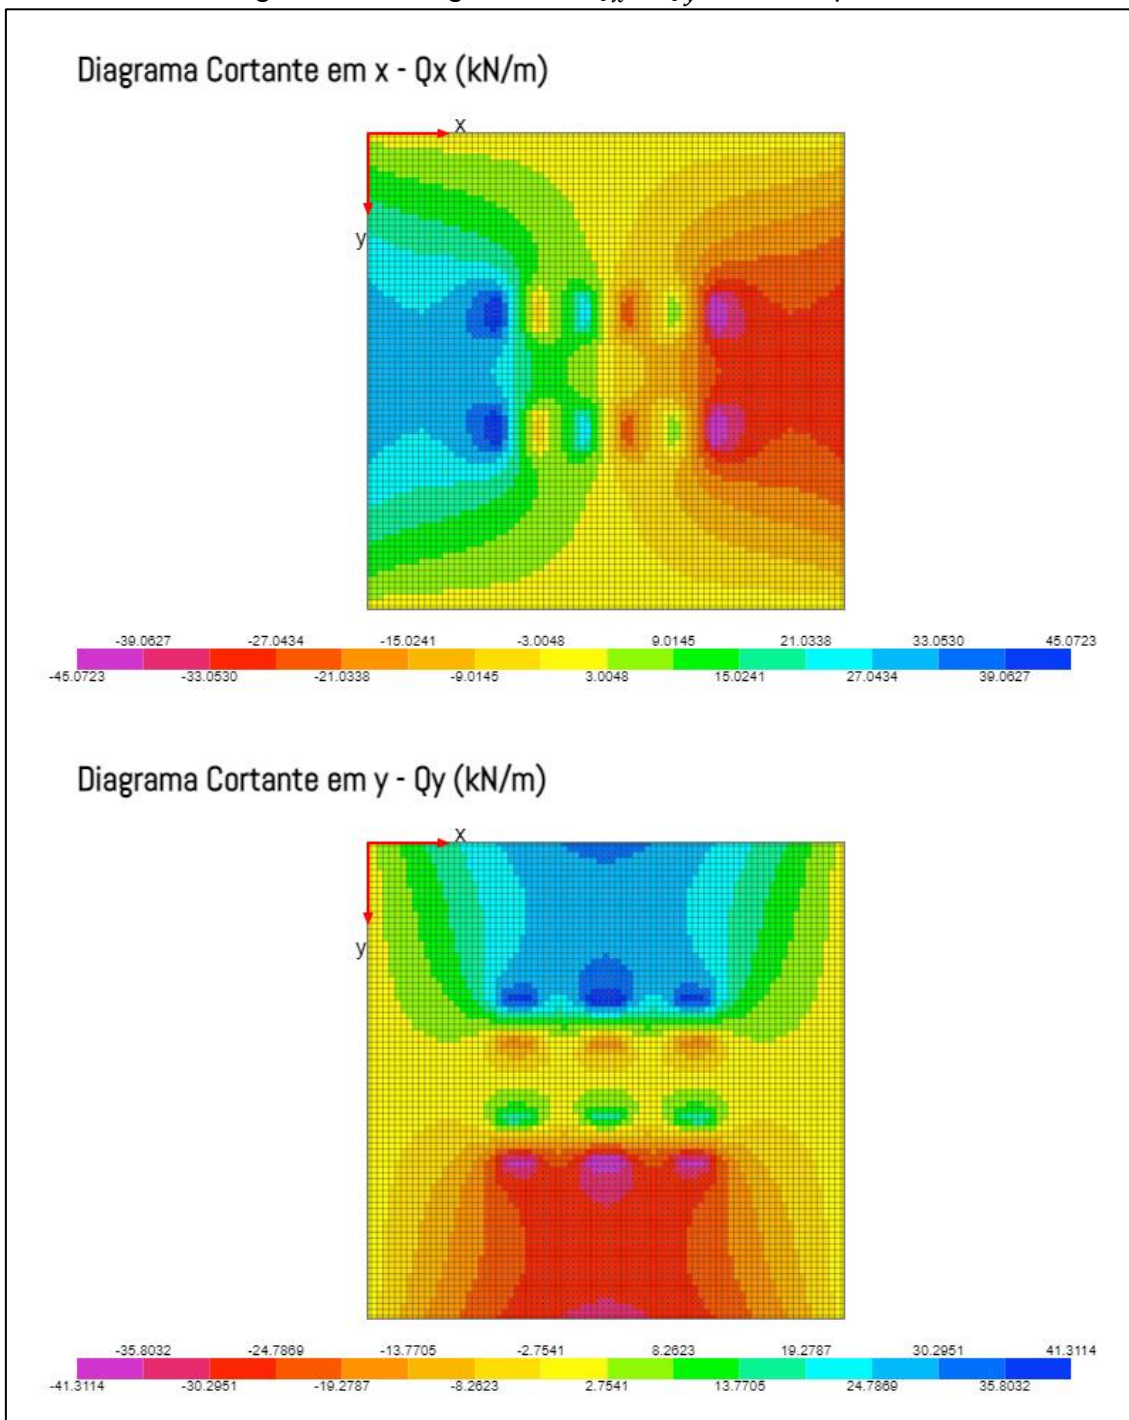 Diagrama Cortante em x - Qx (kN/m)
x
y
-39.0627 -27.0434 -15.0241 -3.0048 9.0145 21.0338 33.0530 45.0723
-45.0723 -33.0530 -21.0338 -9.0145 3.0048 15.0241 27.0434 39.0627
Diagrama Cortante em y - Qy (kN/m)
x
y
-35.8032 -24.7869 -13.7705 -2.7541 8.2623 19.2787 30.2951 41.3114
-41.3114 -30.2951 -19.2787 -8.2623 2.7541 13.7705 24.7869 35.8032